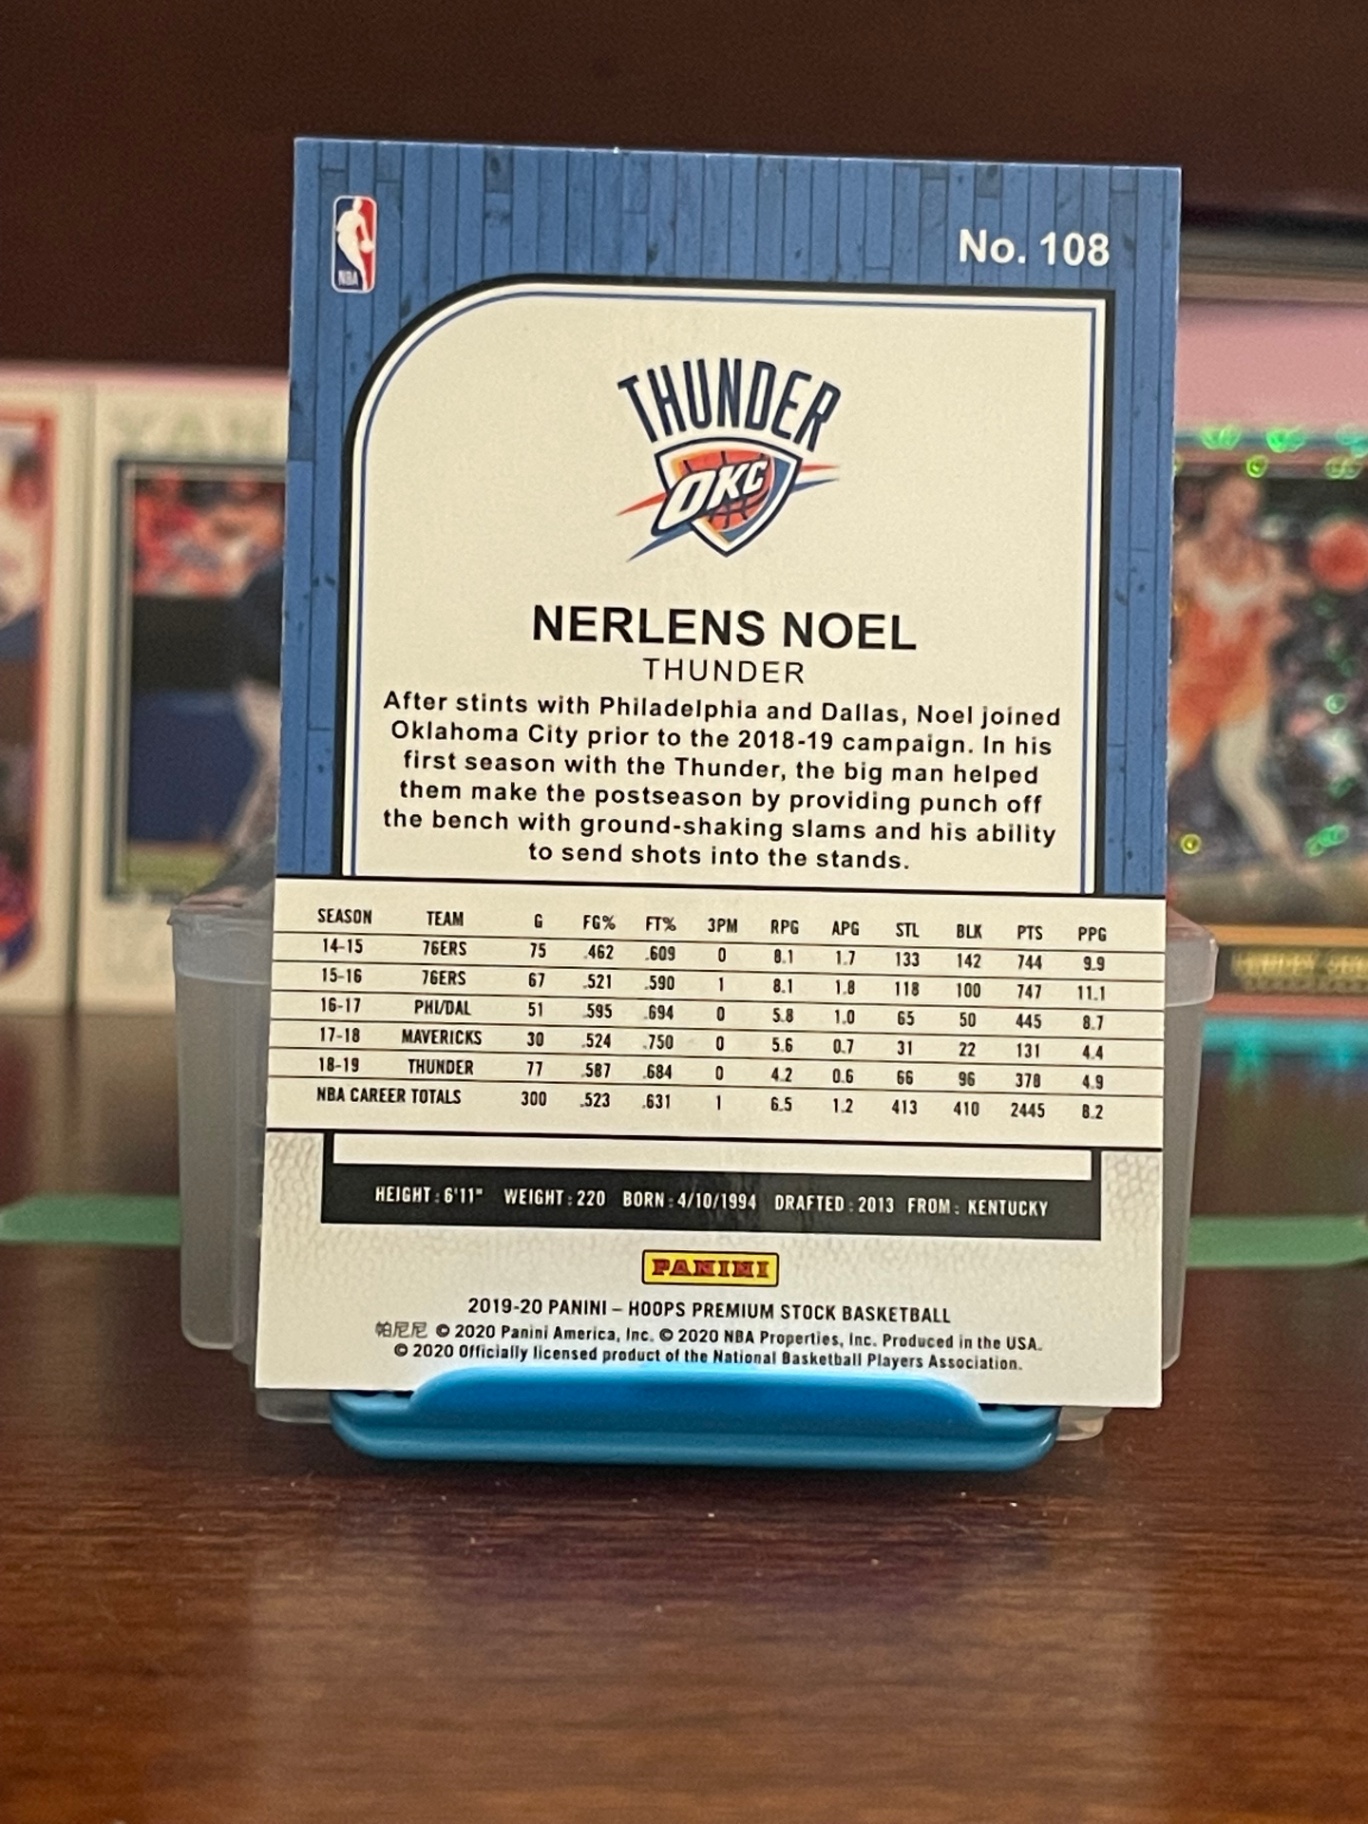 NBA
No. 108
THUNDER
OKC
NERLENS NOEL
THUNDER
After stints with Philadelphia and Dallas, Noel joined
Oklahoma City prior to the 2018-19 campaign. In his
first season with the Thunder, the big man helped
them make the postseason by providing punch off
the bench with ground-shaking slams and his ability
to send shots into the stands.
SEASON TEAM G FG% FT% 3PM RPG APG STL BLK PTS PPG
14-15 76ERS 75 .462 .609 0 8.1 1.7 133 142 744 9.9
15-16 76ERS 67 .521 .590 1 8.1 1.8 118 100 747 11.1
16-17 PHI/DAL 51 .595 .694 0 5.8 1.0 65 50 445 8.7
17-18 MAVERICKS 30 .524 .750 0 5.6 0.7 31 22 131 4.4
18-19 THUNDER 77 .587 .684 0 4.2 0.6 66 96 378 4.9
NBA CAREER TOTALS 300 .523 .631 1 6.5 1.2 413 410 2445 8.2
HEIGHT: 6'11" WEIGHT: 220 BORN: 4/10/1994 DRAFTED: 2013 FROM: KENTUCKY
PANINI
2019-20 PANINI – HOOPS PREMIUM STOCK BASKETBALL
帕尼尼 © 2020 Panini America, Inc. © 2020 NBA Properties, Inc. Produced in the USA.
© 2020 Officially licensed product of the National Basketball Players Association.